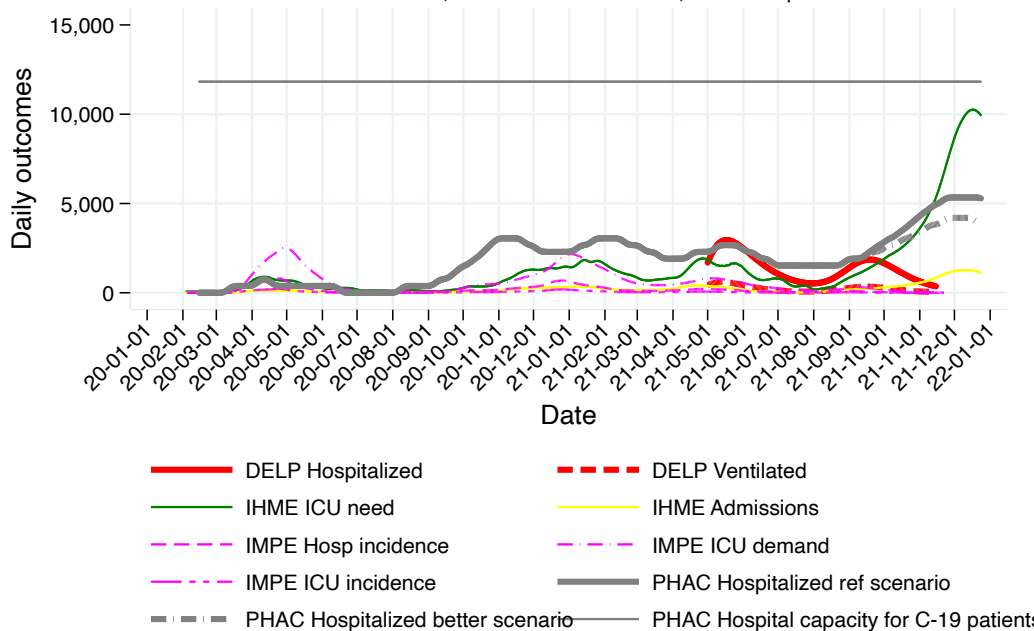 15,000
10,000
5,000
0
Daily outcomes
20-01-01
20-02-01
20-03-01
20-04-01
20-05-01
20-06-01
20-07-01
20-08-01
20-09-01
20-10-01
20-11-01
20-12-01
21-01-01
21-02-01
21-03-01
21-04-01
21-05-01
21-06-01
21-07-01
21-08-01
21-09-01
21-10-01
21-11-01
21-12-01
22-01-01
Date
DELP Hospitalized
DELP Ventilated
IHME ICU need
IHME Admissions
IMPE Hosp incidence
IMPE ICU demand
IMPE ICU incidence
PHAC Hospitalized ref scenario
PHAC Hospitalized better scenario
PHAC Hospital capacity for C-19 patients